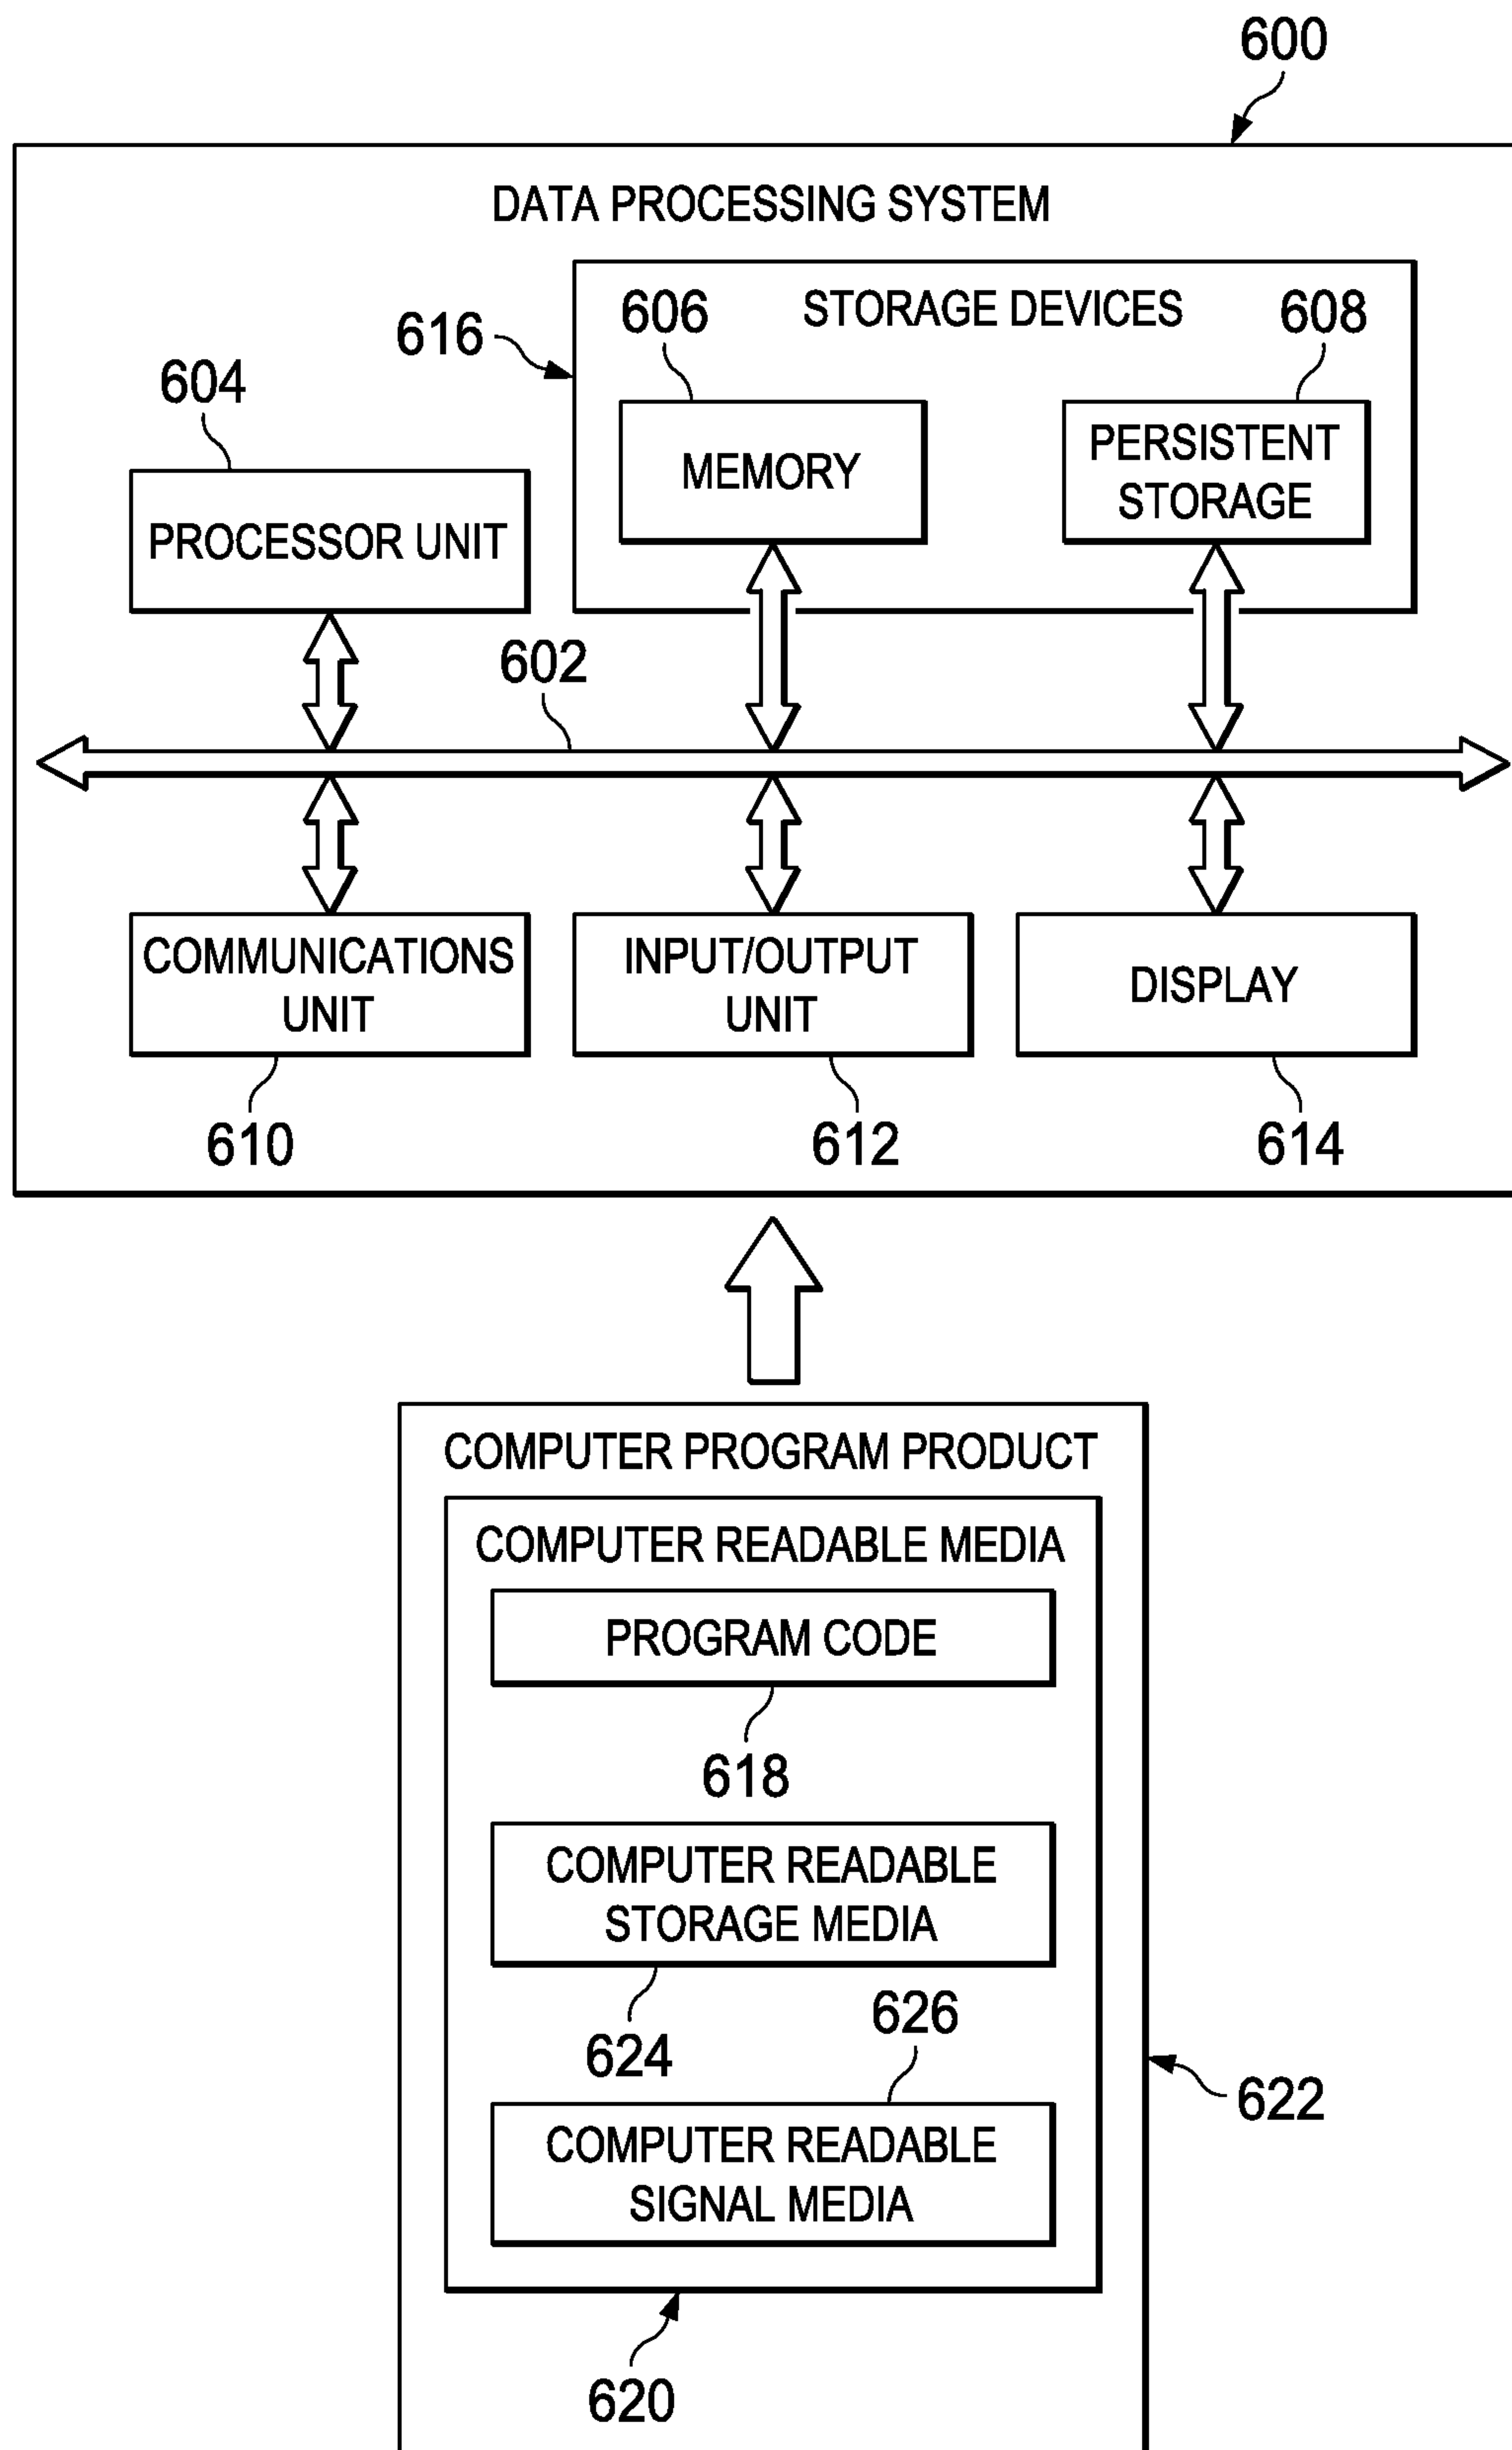 600
DATA PROCESSING SYSTEM
STORAGE DEVICES
616
606
608
604
MEMORY
PERSISTENT
STORAGE
PROCESSOR UNIT
602
COMMUNICATIONS
UNIT
INPUT/OUTPUT
UNIT
DISPLAY
610
612
614
COMPUTER PROGRAM PRODUCT
COMPUTER READABLE MEDIA
PROGRAM CODE
618
COMPUTER READABLE
STORAGE MEDIA
624
626
622
COMPUTER READABLE
SIGNAL MEDIA
620